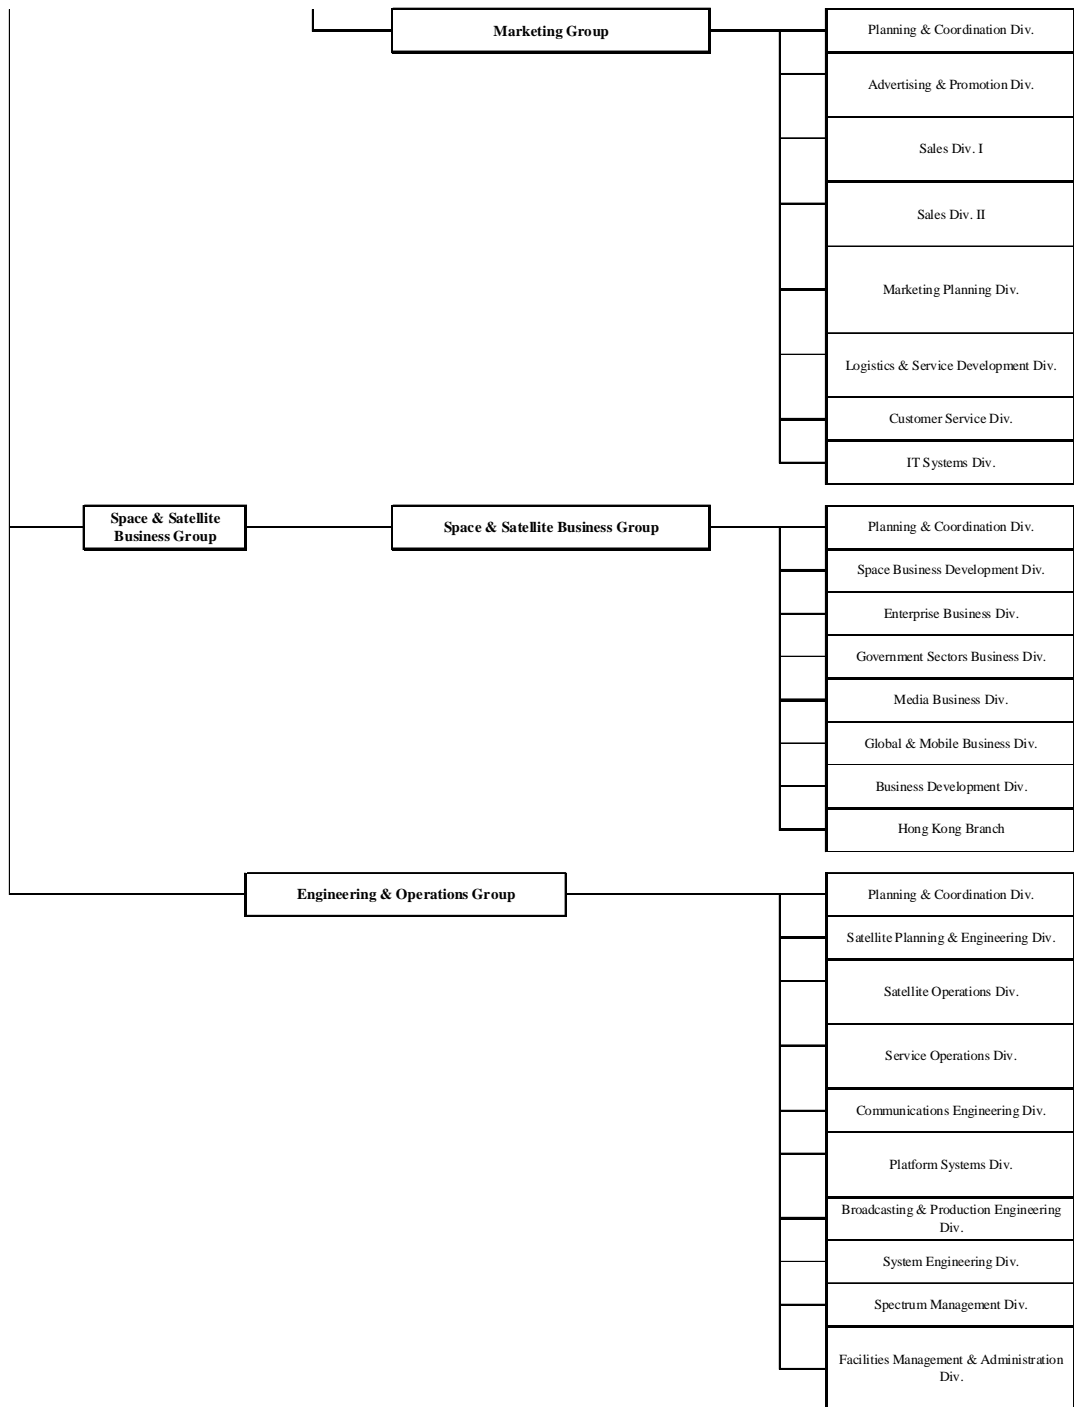 Marketing Group
Planning & Coordination Div.
Advertising & Promotion Div.
Sales Div. I
Sales Div. II
Marketing Planning Div.
Logistics & Service Development Div.
Customer Service Div.
IT Systems Div.
Space & Satellite
Business Group
Space & Satellite Business Group
Planning & Coordination Div.
Space Business Development Div.
Enterprise Business Div.
Government Sectors Business Div.
Media Business Div.
Global & Mobile Business Div.
Business Development Div.
Hong Kong Branch
Engineering & Operations Group
Planning & Coordination Div.
Satellite Planning & Engineering Div.
Satellite Operations Div.
Service Operations Div.
Communications Engineering Div.
Platform Systems Div.
Broadcasting & Production Engineering
Div.
System Engineering Div.
Spectrum Management Div.
Facilities Management & Administration
Div.